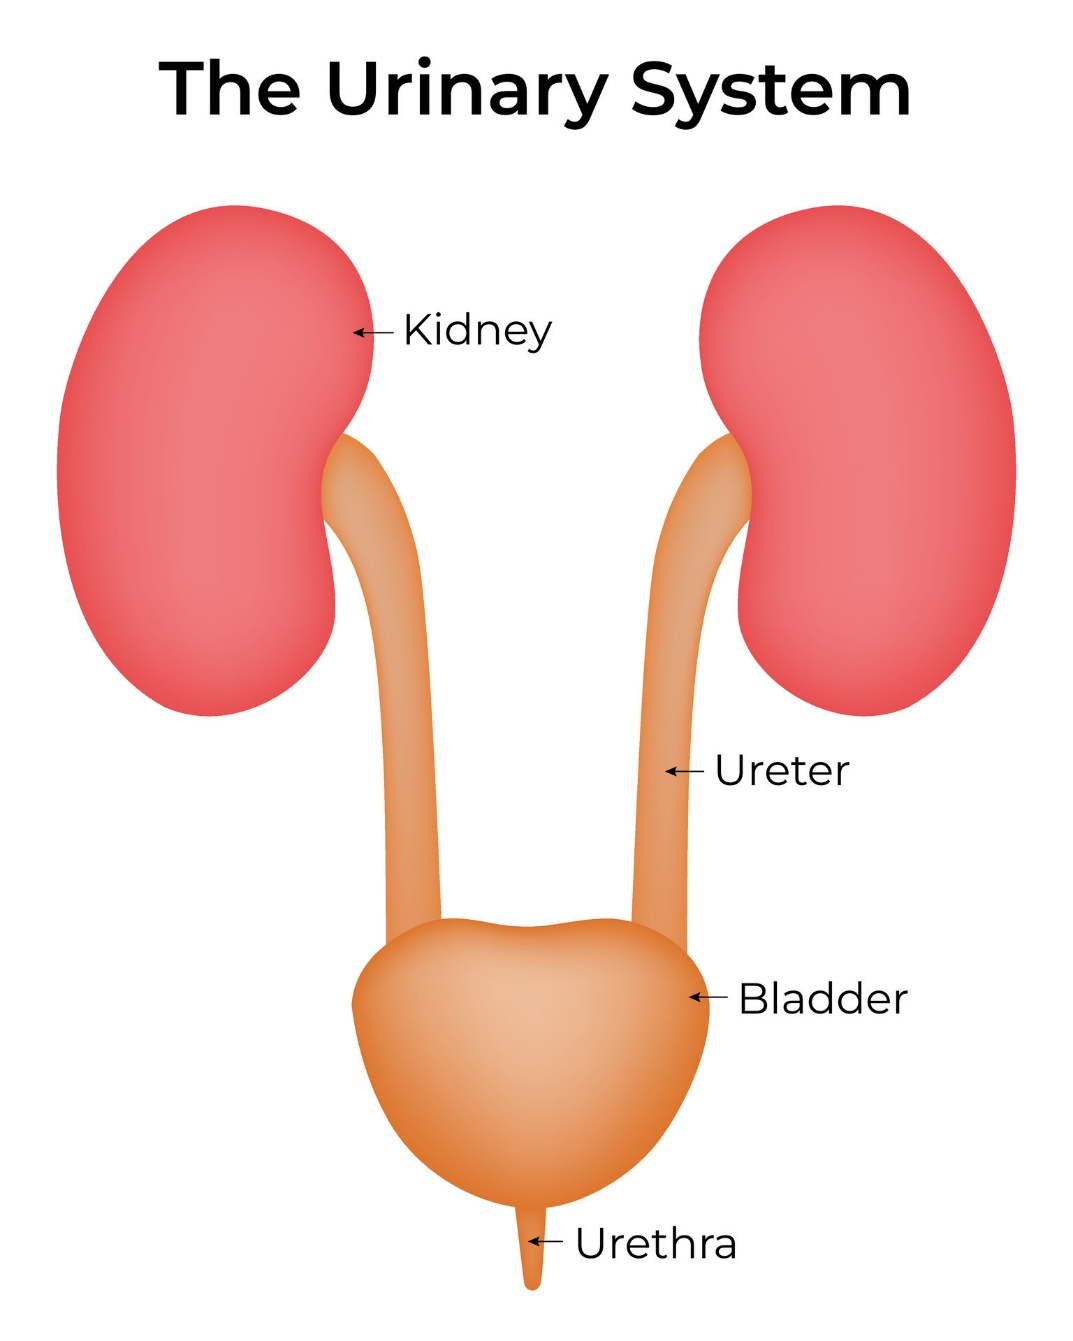 The Urinary System
Kidney
Ureter
Bladder
Urethra